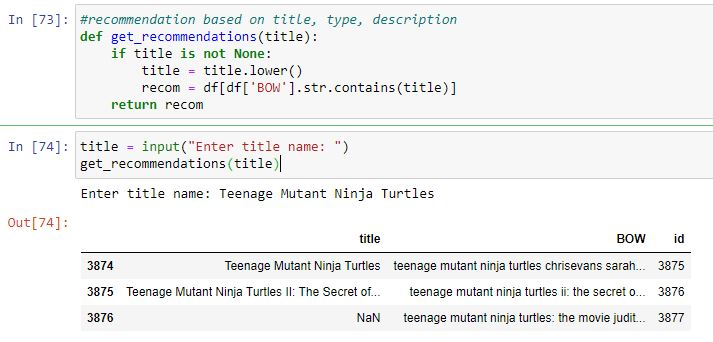 In [73]: #recommendation based on title, type, description
def get_recommendations(title):
    if title is not None:
        title = title.lower()
        recom = df[df['BOW'].str.contains(title)]
    return recom
In [74]: title = input("Enter title name: ")
get_recommendations(title)
Enter title name: Teenage Mutant Ninja Turtles
Out[74]:
title BOW id
3874 Teenage Mutant Ninja Turtles teenage mutant ninja turtles chrisevans sarah... 3875
3875 Teenage Mutant Ninja Turtles II: The Secret of... teenage mutant ninja turtles ii: the secret o... 3876
3876 NaN teenage mutant ninja turtles: the movie judit... 3877